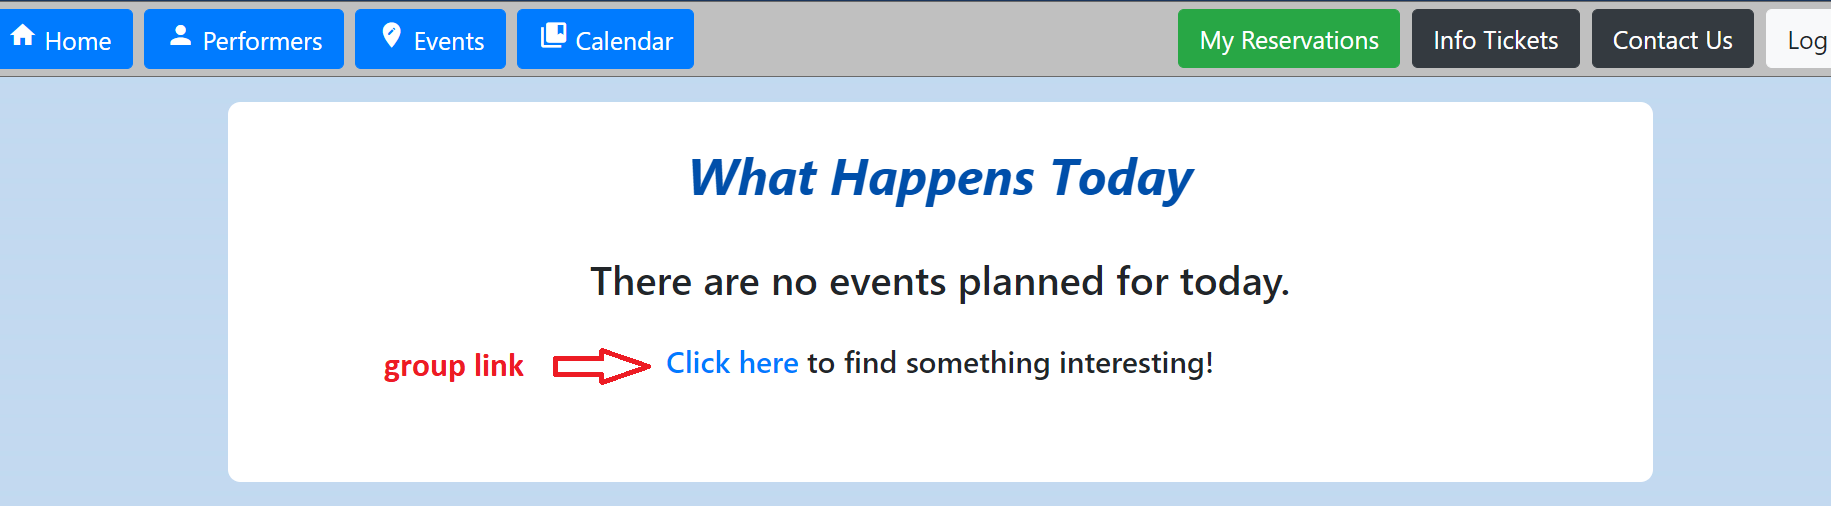 Home Performers Events Calendar My Reservations Info Tickets Contact Us Log
What Happens Today
There are no events planned for today.
group link Click here to find something interesting!